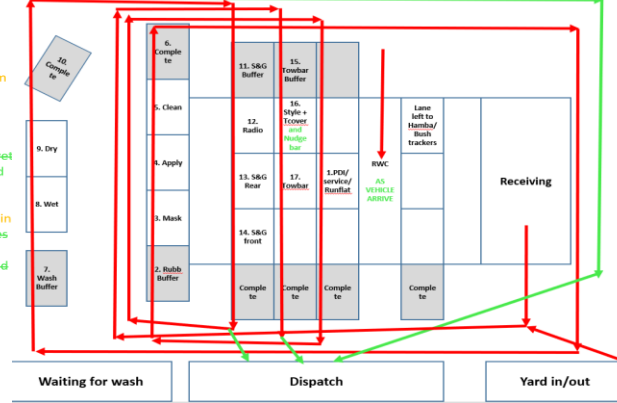 10.
Comple
te
n
ret
d
in
es
d
9. Dry
8. Wet
7.
Wash
Buffer
6.
Comple
te
5. Clean
4. Apply
3. Mask
2. Rubb
Buffer
11. S&G
Buffer
12.
Radio
13. S&G
Rear
14. S&G
front
Comple
te
15.
Towbar
Buffer
16.
Style +
Tcover
and
Nudge
bar
17.
Towbar
Comple
te
1.PDI/
service/
Runflat
Comple
te
RWC
AS
VEHICLE
ARRIVE
Lane
left to
Hamba/
Bush
trackers
Comple
te
Receiving
Waiting for wash
Dispatch
Yard in/out